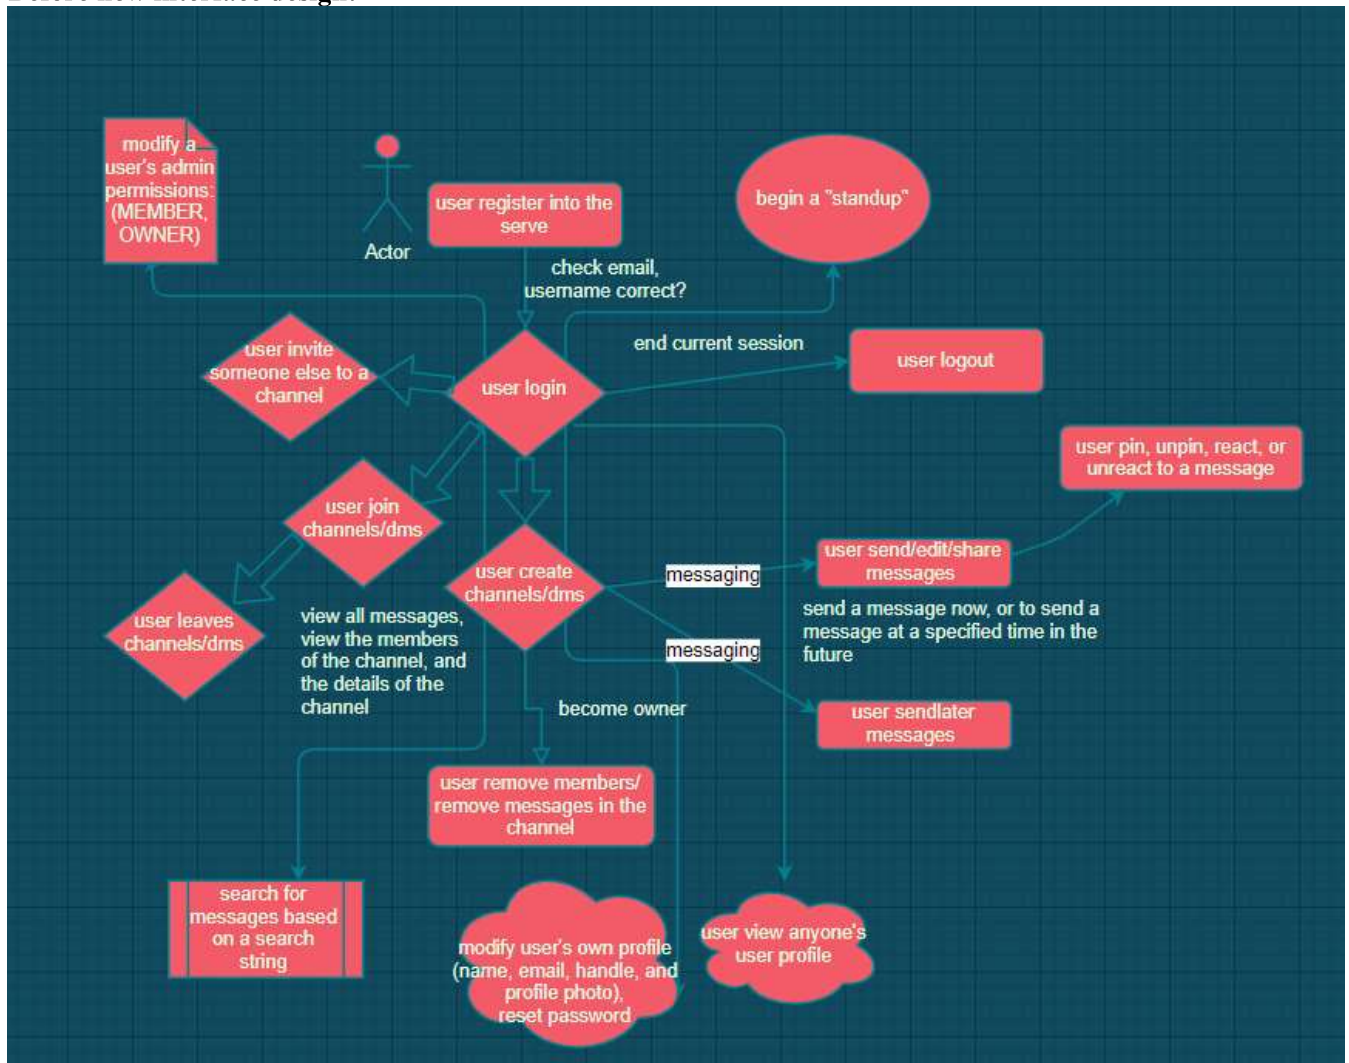 Before new interface design:
modify a
user's admin
permissions:
(MEMBER,
OWNER)
Actor
user register into the
serve
begin a "standup"
check email,
username correct?
user invite
someone else to a
channel
user login
end current session
user logout
user pin, unpin, react, or
unreact to a message
user join
channels/dms
user create
channels/dms
messaging
user send/edit/share
messages
user leaves
channels/dms
view all messages,
view the members
of the channel, and
the details of the
channel
send a message now, or to send a
message at a specified time in the
future
messaging
become owner
user sendlater
messages
user remove members/
remove messages in the
channel
search for
messages based
on a search
string
modify user's own profile
(name, email, handle, and
profile photo),
reset password
user view anyone's
user profile